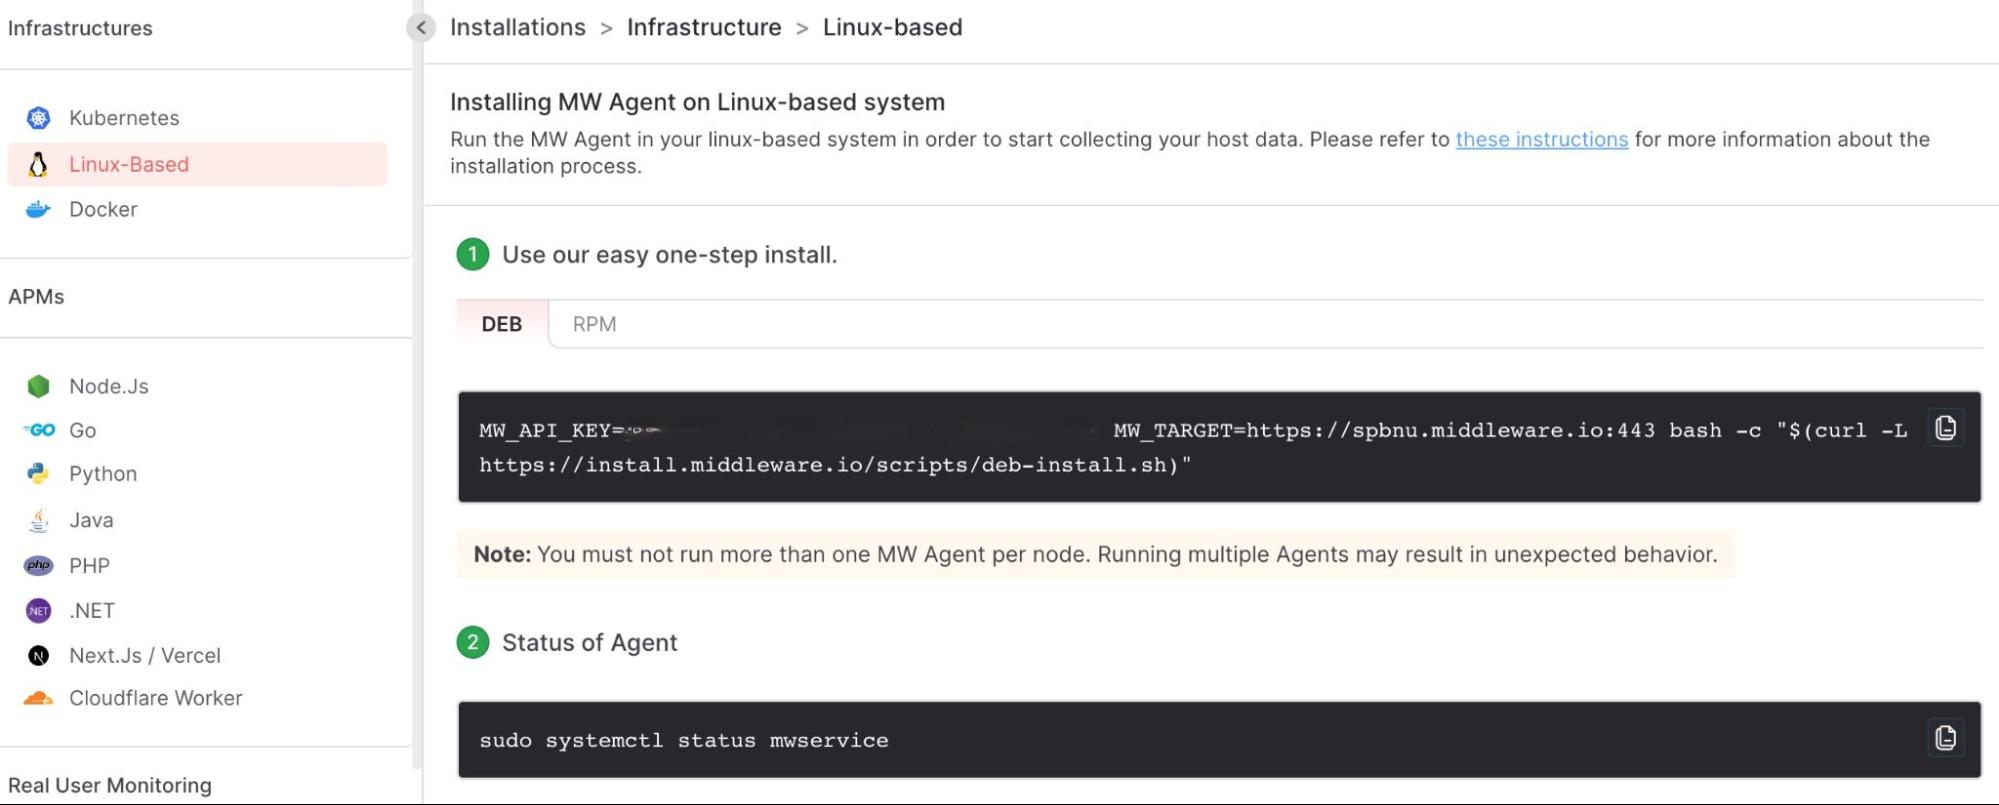 Infrastructures
Kubernetes
Linux-Based
Docker
APMs
Node.Js
Go
Python
Java
PHP
.NET
Next.Js / Vercel
Cloudflare Worker
Real User Monitoring
Installations > Infrastructure > Linux-based
Installing MW Agent on Linux-based system
Run the MW Agent in your linux-based system in order to start collecting your host data. Please refer to these instructions for more information about the
installation process.
1 Use our easy one-step install.
DEB RPM
MW_API_KEY= MW_TARGET=https://spbnu.middleware.io:443 bash -c "$(curl -L
https://install.middleware.io/scripts/deb-install.sh)"
Note: You must not run more than one MW Agent per node. Running multiple Agents may result in unexpected behavior.
2 Status of Agent
sudo systemctl status mwservice